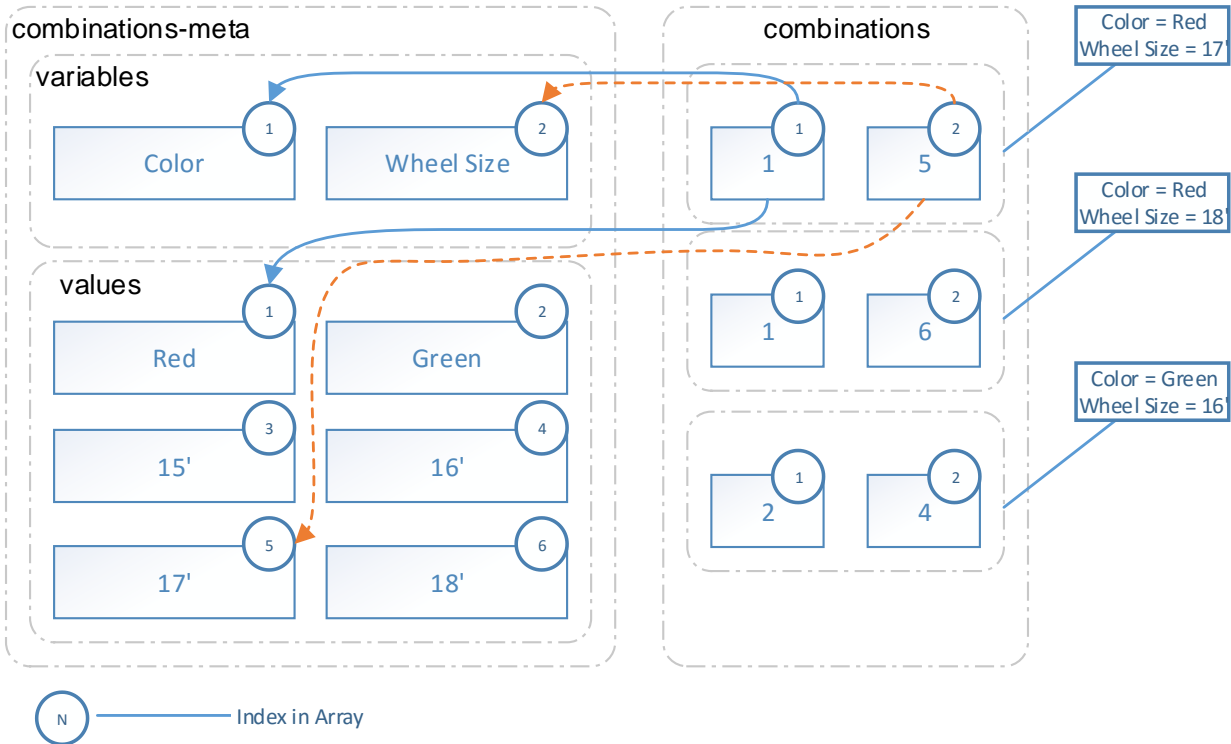 combinations-meta
variables
1
2
Color
Wheel Size
values
1
2
Red
Green
3
4
15'
16'
5
6
17'
18'
combinations
1
2
1
5
1
2
1
6
1
2
2
4
Color = Red
Wheel Size = 17'
Color = Red
Wheel Size = 18'
Color = Green
Wheel Size = 16'
N
Index in Array